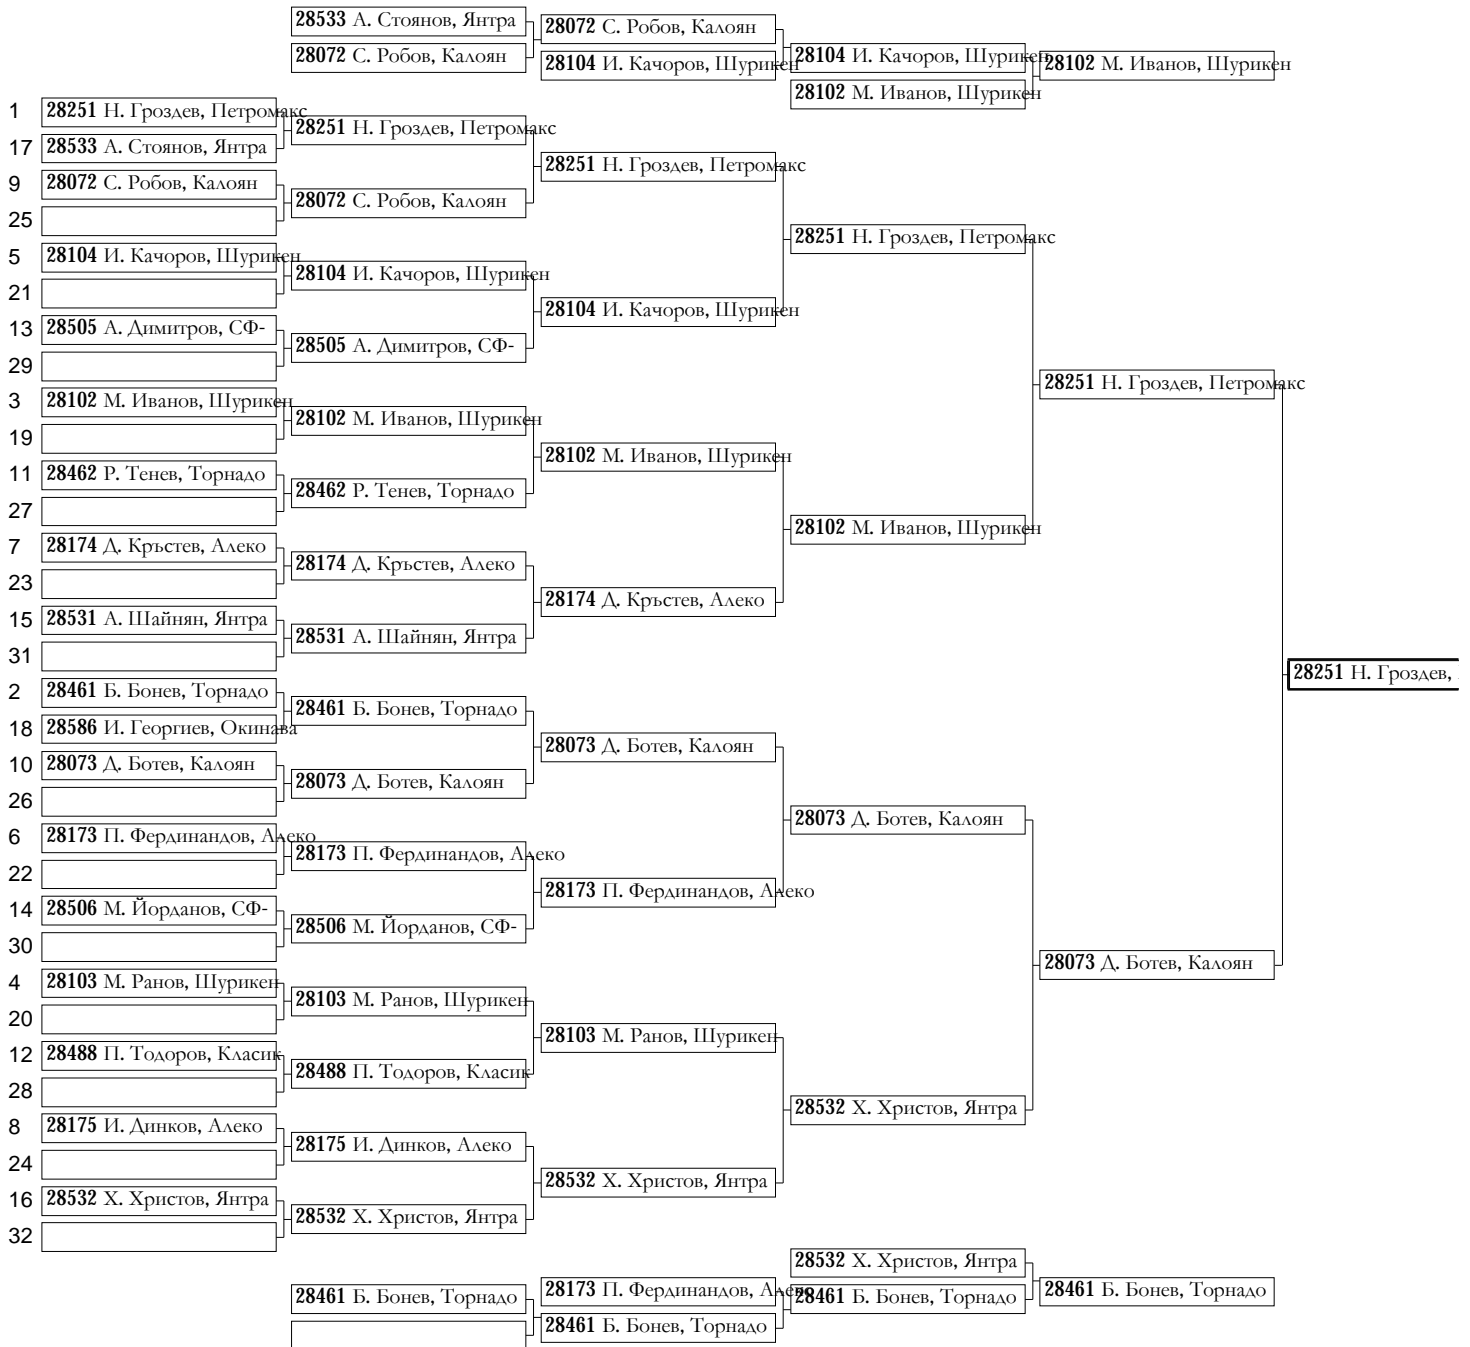 28533 А. Стоянов, Янтра
28072 С. Робов, Калоян
28072 С. Робов, Калоян
28104 И. Качоров, Шурикен
28104 И. Качоров, Шурикен
28102 М. Иванов, Шурикен
28102 М. Иванов, Шурикен
1 28251 Н. Гроздев, Петромакс
17 28533 А. Стоянов, Янтра
9 28072 С. Робов, Калоян
25
5 28104 И. Качоров, Шурикен
21
13 28505 А. Димитров, СФ-
29
3 28102 М. Иванов, Шурикен
19
11 28462 Р. Тенев, Торнадо
27
7 28174 Д. Кръстев, Алеко
23
15 28531 А. Шайнян, Янтра
31
2 28461 Б. Бонев, Торнадо
18 28586 И. Георгиев, Окинава
10 28073 Д. Ботев, Калоян
26
6 28173 П. Фердинандов, Алеко
22
14 28506 М. Йорданов, СФ-
30
4 28103 М. Ранов, Шурикен
20
12 28488 П. Тодоров, Класик
28
8 28175 И. Динков, Алеко
24
16 28532 Х. Христов, Янтра
32
28251 Н. Гроздев, Петромакс
28072 С. Робов, Калоян
28104 И. Качоров, Шурикен
28505 А. Димитров, СФ-
28102 М. Иванов, Шурикен
28462 Р. Тенев, Торнадо
28174 Д. Кръстев, Алеко
28531 А. Шайнян, Янтра
28461 Б. Бонев, Торнадо
28073 Д. Ботев, Калоян
28173 П. Фердинандов, Алеко
28506 М. Йорданов, СФ-
28103 М. Ранов, Шурикен
28488 П. Тодоров, Класик
28175 И. Динков, Алеко
28532 Х. Христов, Янтра
28251 Н. Гроздев, Петромакс
28104 И. Качоров, Шурикен
28102 М. Иванов, Шурикен
28174 Д. Кръстев, Алеко
28073 Д. Ботев, Калоян
28173 П. Фердинандов, Алеко
28103 М. Ранов, Шурикен
28532 Х. Христов, Янтра
28251 Н. Гроздев, Петромакс
28102 М. Иванов, Шурикен
28073 Д. Ботев, Калоян
28532 Х. Христов, Янтра
28251 Н. Гроздев, Петромакс
28073 Д. Ботев, Калоян
28251 Н. Гроздев,
28461 Б. Бонев, Торнадо
28173 П. Фердинандов, Алеко
28461 Б. Бонев, Торнадо
28532 Х. Христов, Янтра
28461 Б. Бонев, Торнадо
28461 Б. Бонев, Торнадо